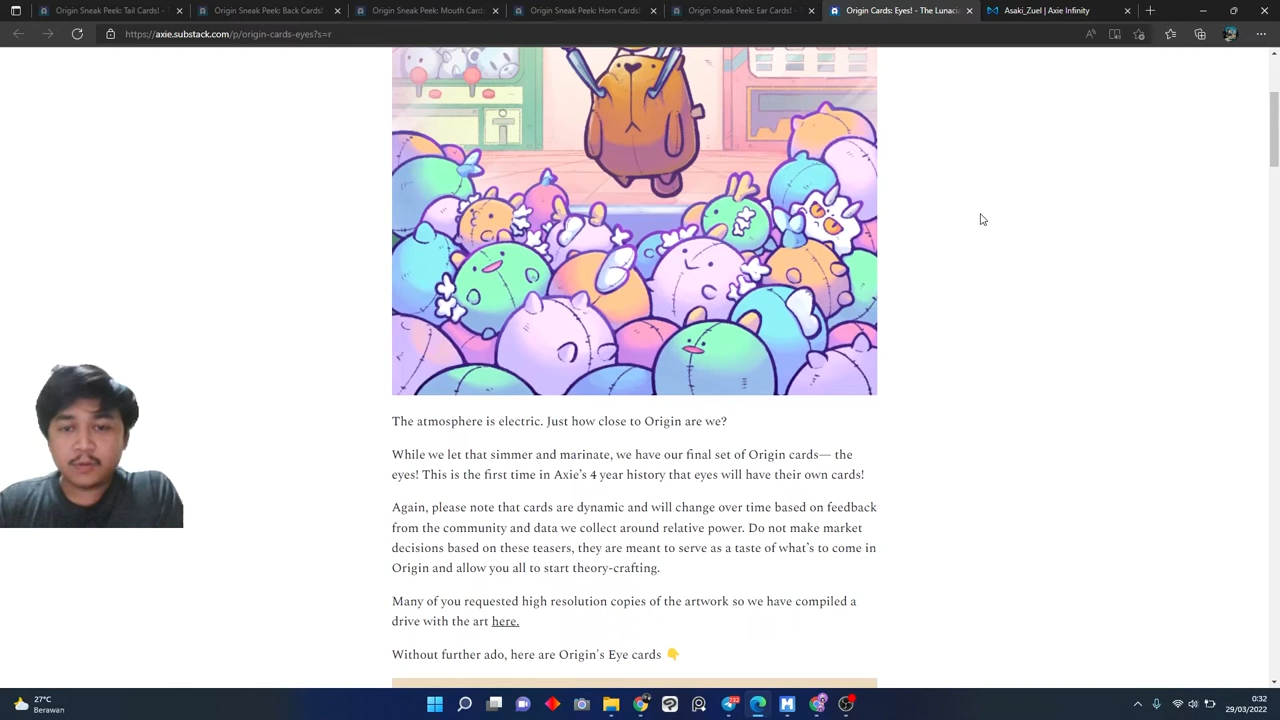 Origin Sneak Peek: Tail Cards! -
Origin Sneak Peek: Back Cards!
Origin Sneak Peek: Mouth Cards
Origin Sneak Peek: Horn Cards!
Origin Sneak Peek: Ear Cards! -
Origin Cards: Eyes! - The Lunaci
Asaki_Zuel | Axie Infinity
https://axie.substack.com/p/origin-cards-eyes?s=r
The atmosphere is electric. Just how close to Origin are we?
While we let that simmer and marinate, we have our final set of Origin cards— the
eyes! This is the first time in Axie’s 4 year history that eyes will have their own cards!
Again, please note that cards are dynamic and will change over time based on feedback
from the community and data we collect around relative power. Do not make market
decisions based on these teasers, they are meant to serve as a taste of what’s to come in
Origin and allow you all to start theory-crafting.
Many of you requested high resolution copies of the artwork so we have compiled a
drive with the art here.
Without further ado, here are Origin's Eye cards 👇
27°C
Berawan
0:32
29/03/2022